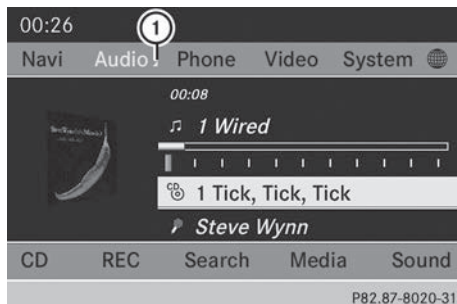 00:26
1
Navi Audio Phone Video System
00:08
1 Wired
CD 1 Tick, Tick, Tick
Steve Wynn
CD REC Search Media Sound
P82.87-8020-31